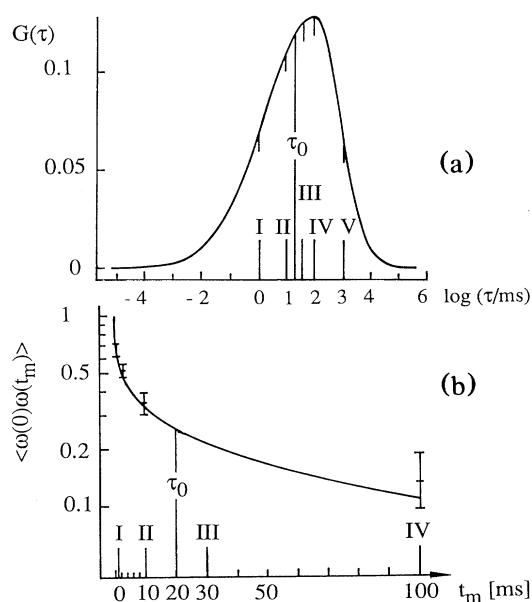 G(τ)
0.1
0.05
0
τ₀
III
I II IV V
(a)
- 4 - 2 0 1 2 3 4 6 log (τ/ms)
1
0.5
0.2
0.1
<ω(0)ω(tₘ)>
(b)
τ₀
I II III IV
0 10 20 30 50 100 tₘ [ms]